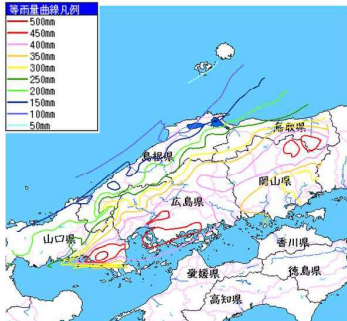 等雨量曲線凡例
500mm
450mm
400mm
350mm
300mm
250mm
200mm
150mm
100mm
50mm
鳥取県
島根県
岡山県
広島県
山口県
香川県
愛媛県
徳島県
高知県